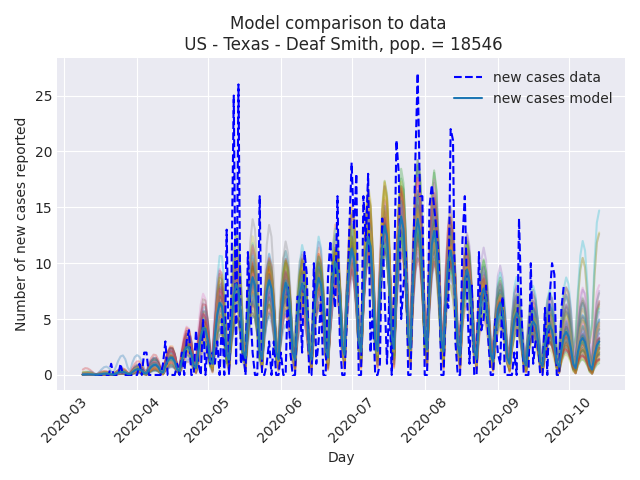 Model comparison to data
US - Texas - Deaf Smith, pop. = 18546
new cases data
new cases model
Number of new cases reported
25
20
15
10
5
0
2020-03
2020-04
2020-05
2020-06
2020-07
2020-08
2020-09
2020-10
Day